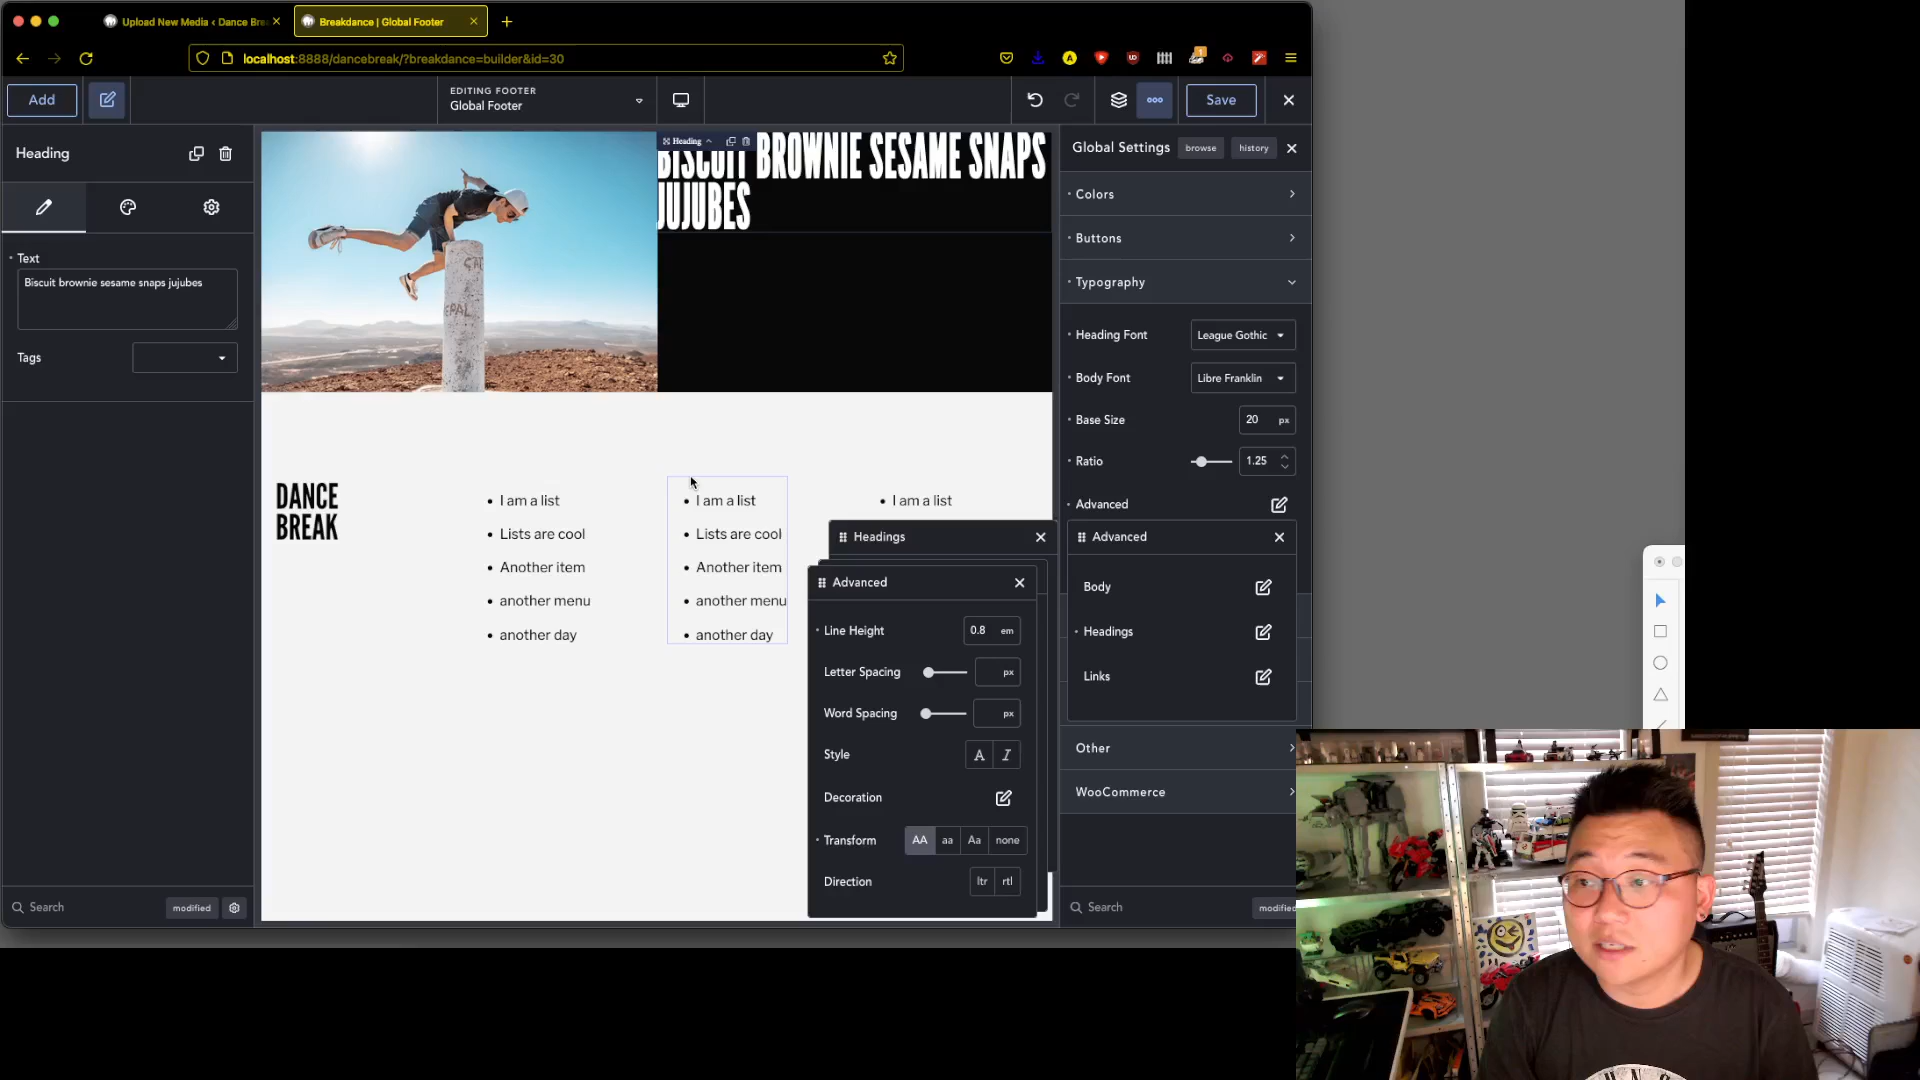 Upload New Media ‹ Dance Bre
Breakdance | Global Footer
localhost:8888/dancebreak/?breakdance=builder&id=30
Add
EDITING FOOTER
Global Footer
Save
Heading
Text
Biscuit brownie sesame snaps jujubes
Tags
Search
modified
Heading
BISCUIT BROWNIE SESAME SNAPS
JUJUBES
DANCE
BREAK
I am a list
Lists are cool
Another item
another menu
another day
I am a list
Lists are cool
Another item
another menu
another day
I am a list
Headings
Advanced
Line Height
0.8 em
Letter Spacing
px
Word Spacing
px
Style
A I
Decoration
Transform
AA aa Aa none
Direction
ltr rtl
Global Settings
browse
history
Colors
Buttons
Typography
Heading Font
League Gothic
Body Font
Libre Franklin
Base Size
20 px
Ratio
1.25
Advanced
Advanced
Body
Headings
Links
Other
WooCommerce
Search
modified